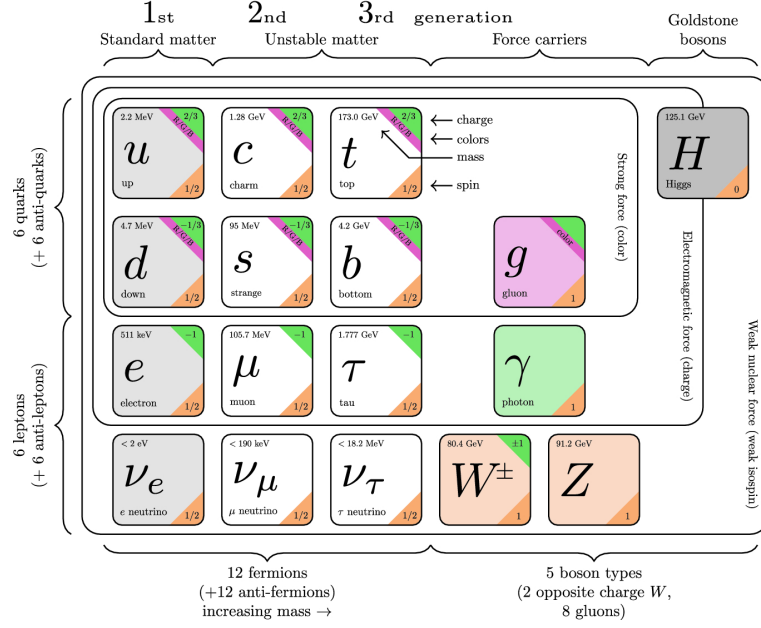 1st 2nd 3rd generation
Goldstone bosons
Standard matter Unstable matter Force carriers
6 quarks
(+ 6 anti-quarks)
6 leptons
(+ 6 anti-leptons)
2.2 MeV 2/3
R/G/B
u
up 1/2
1.28 GeV 2/3
R/G/B
c
charm 1/2
173.0 GeV 2/3
R/G/B
t
top 1/2
← charge
← colors
mass
← spin
125.1 GeV
H
Higgs 0
4.7 MeV −1/3
R/G/B
d
down 1/2
95 MeV −1/3
R/G/B
s
strange 1/2
4.2 GeV −1/3
R/G/B
b
bottom 1/2
color
g
gluon 1
Strong force (color)
511 keV −1
e
electron 1/2
105.7 MeV −1
μ
muon 1/2
1.777 GeV −1
τ
tau 1/2
γ
photon 1
Electromagnetic force (charge)
< 2 eV
νe
e neutrino 1/2
< 190 keV
νμ
μ neutrino 1/2
< 18.2 MeV
ντ
τ neutrino 1/2
80.4 GeV ±1
W±
1
91.2 GeV
Z
1
Weak nuclear force (weak isospin)
12 fermions
(+12 anti-fermions)
increasing mass →
5 boson types
(2 opposite charge W,
8 gluons)